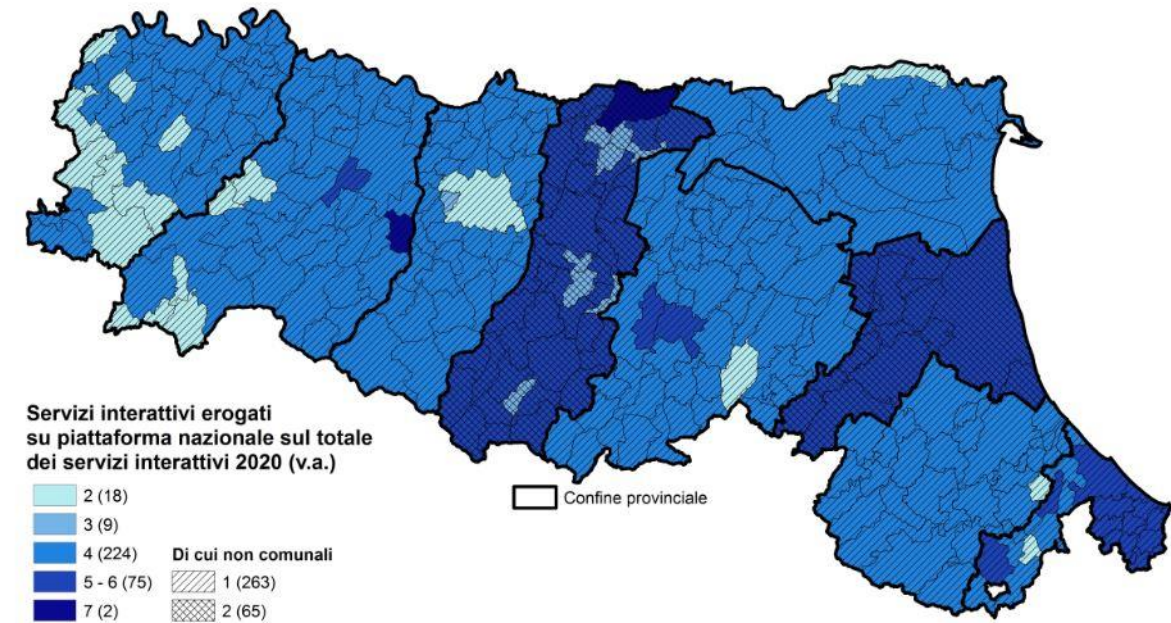 Servizi interattivi erogati
su piattaforma nazionale sul totale
dei servizi interattivi 2020 (v.a.)
2 (18)
3 (9)
4 (224)
5 - 6 (75)
7 (2)
Di cui non comunali
1 (263)
2 (65)
Confine provinciale